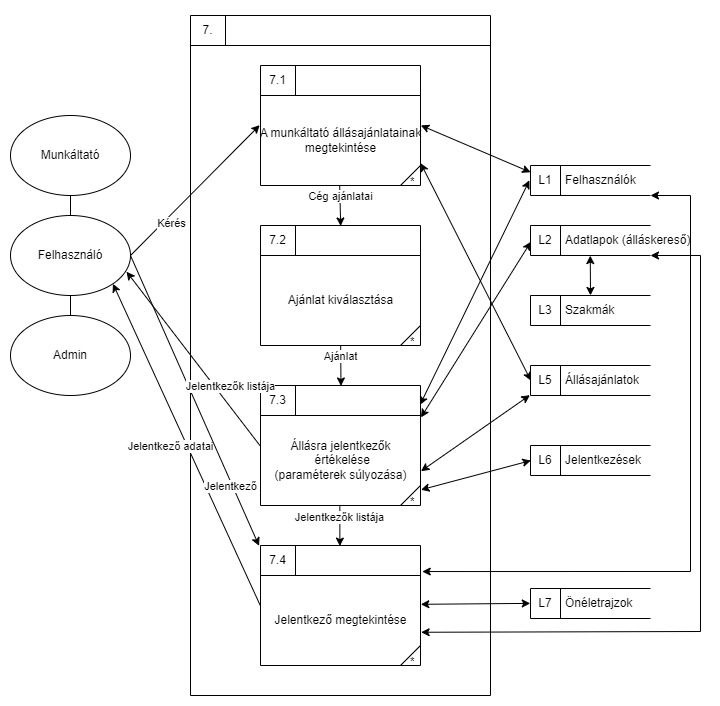 7.
7.1
A munkáltató állásajánlatainak
megtekintése
*
Munkáltató
Felhasználó
Admin
Kérés
Cég ajánlatai
7.2
Ajánlat kiválasztása
*
Ajánlat
Jelentkezők listája
7.3
Állásra jelentkezők
értékelése
(paraméterek súlyozása)
*
Jelentkező adatai
Jelentkező
Jelentkezők listája
7.4
Jelentkező megtekintése
*
L1 Felhasználók
L2 Adatlapok (álláskereső)
L3 Szakmák
L5 Állásajánlatok
L6 Jelentkezések
L7 Önéletrajzok